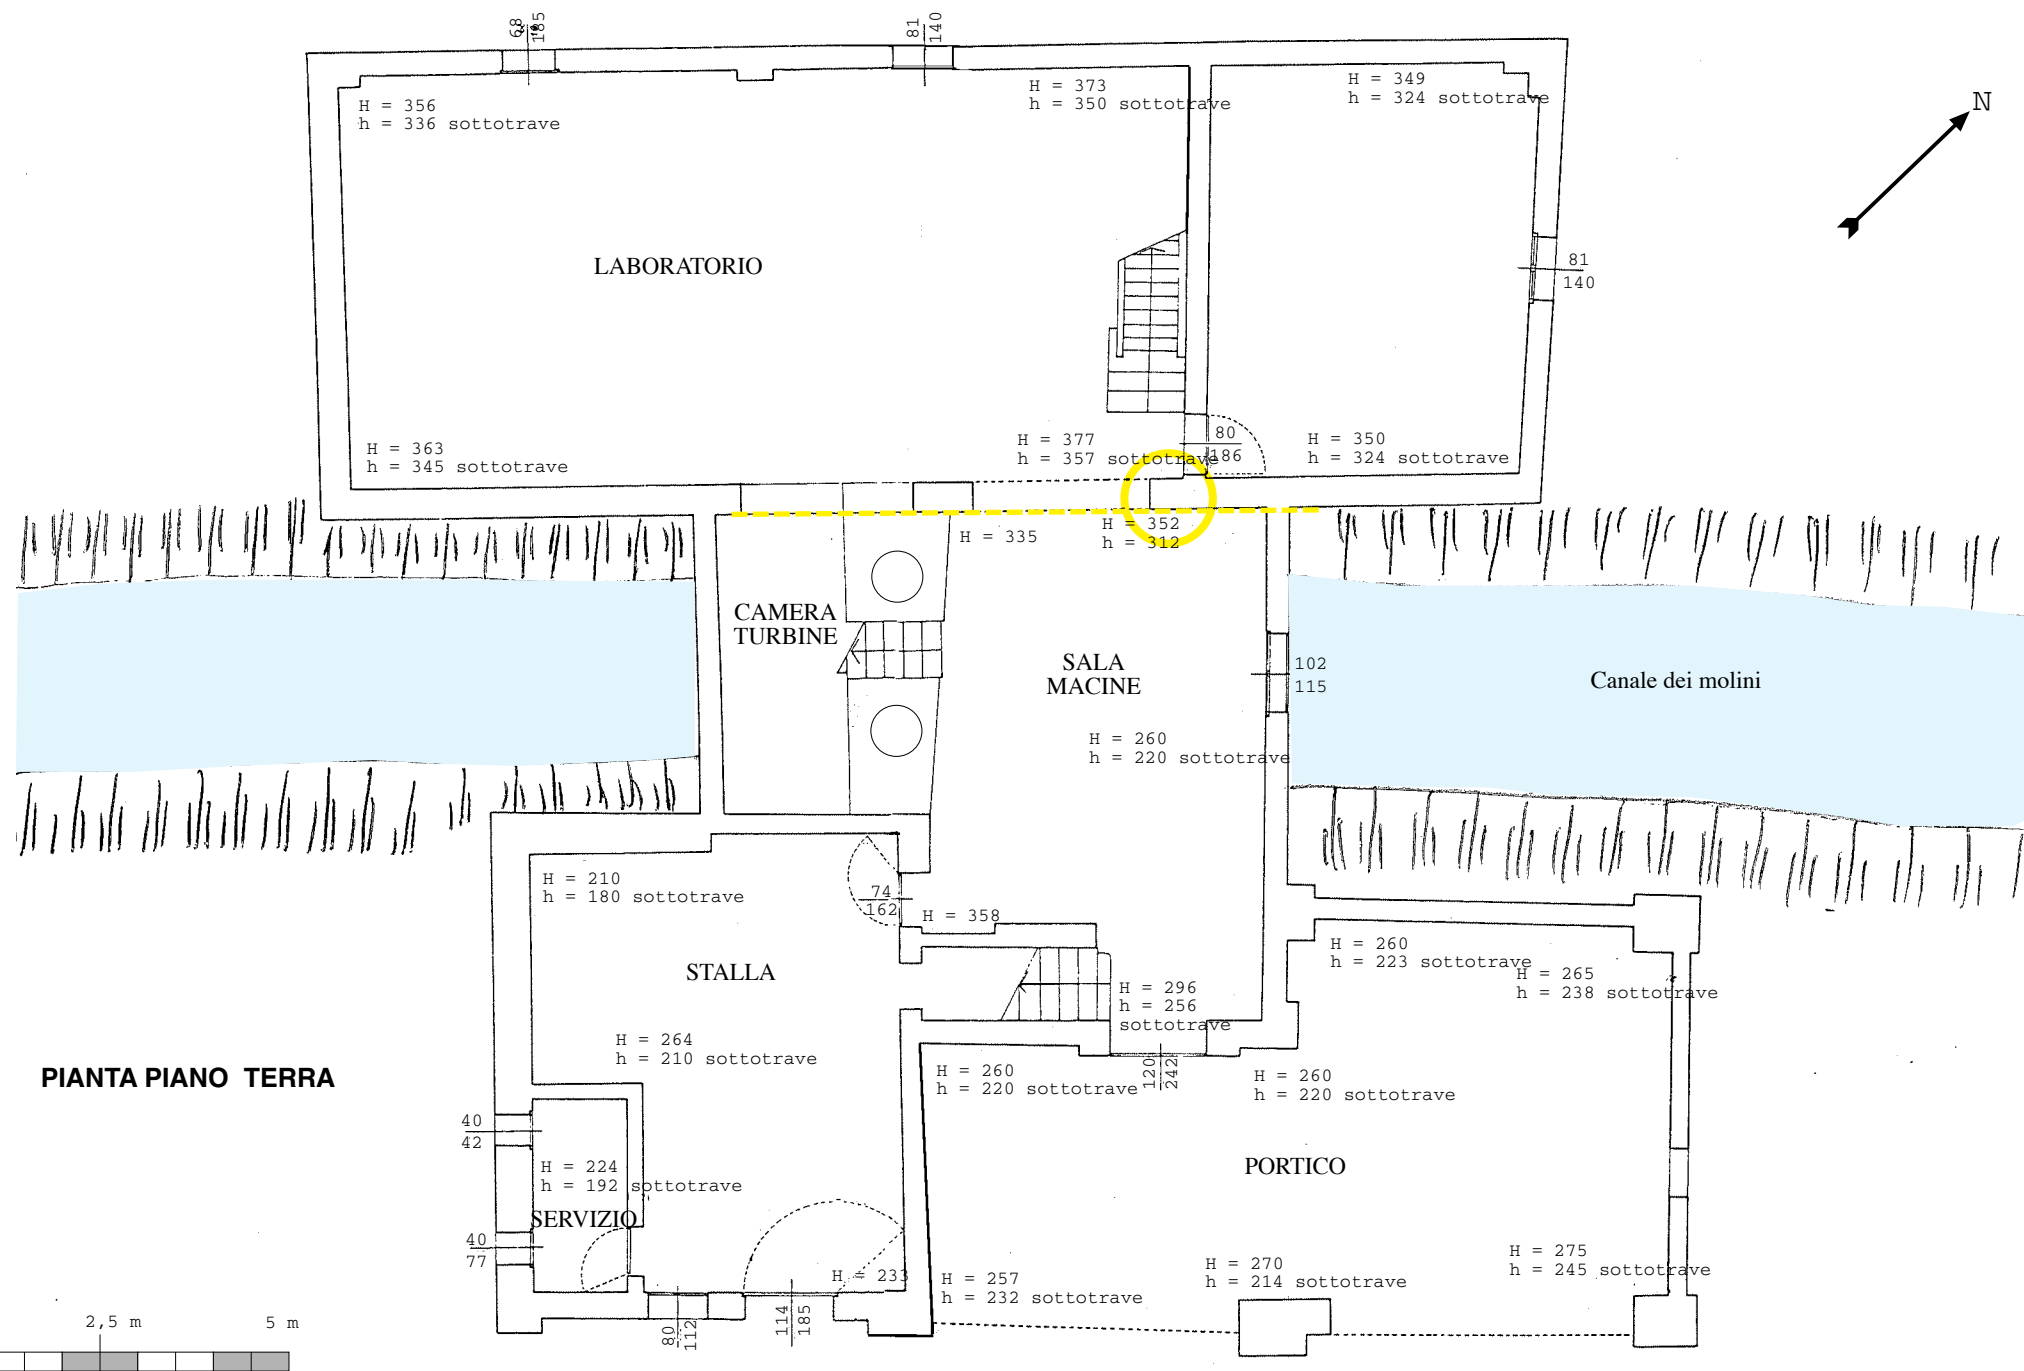 68
185
81
140
H = 356
h = 336 sottotrave
H = 373
h = 350 sottotrave
H = 349
h = 324 sottotrave
N
LABORATORIO
81
140
H = 363
h = 345 sottotrave
H = 377
h = 357 sottotrave
80
186
H = 350
h = 324 sottotrave
H = 335
H = 352
h = 312
CAMERA
TURBINE
SALA
MACINE
102
115
Canale dei molini
H = 260
h = 220 sottotrave
H = 210
h = 180 sottotrave
74
162
H = 358
STALLA
H = 260
h = 223 sottotrave
H = 265
h = 238 sottotrave
H = 296
h = 256
sottotrave
H = 264
h = 210 sottotrave
PIANTA PIANO TERRA
H = 260
h = 220 sottotrave
120
242
H = 260
h = 220 sottotrave
40
42
H = 224
h = 192 sottotrave
PORTICO
SERVIZIO
40
77
H = 233
H = 257
h = 232 sottotrave
H = 270
h = 214 sottotrave
H = 275
h = 245 sottotrave
80
112
114
185
2,5 m
5 m